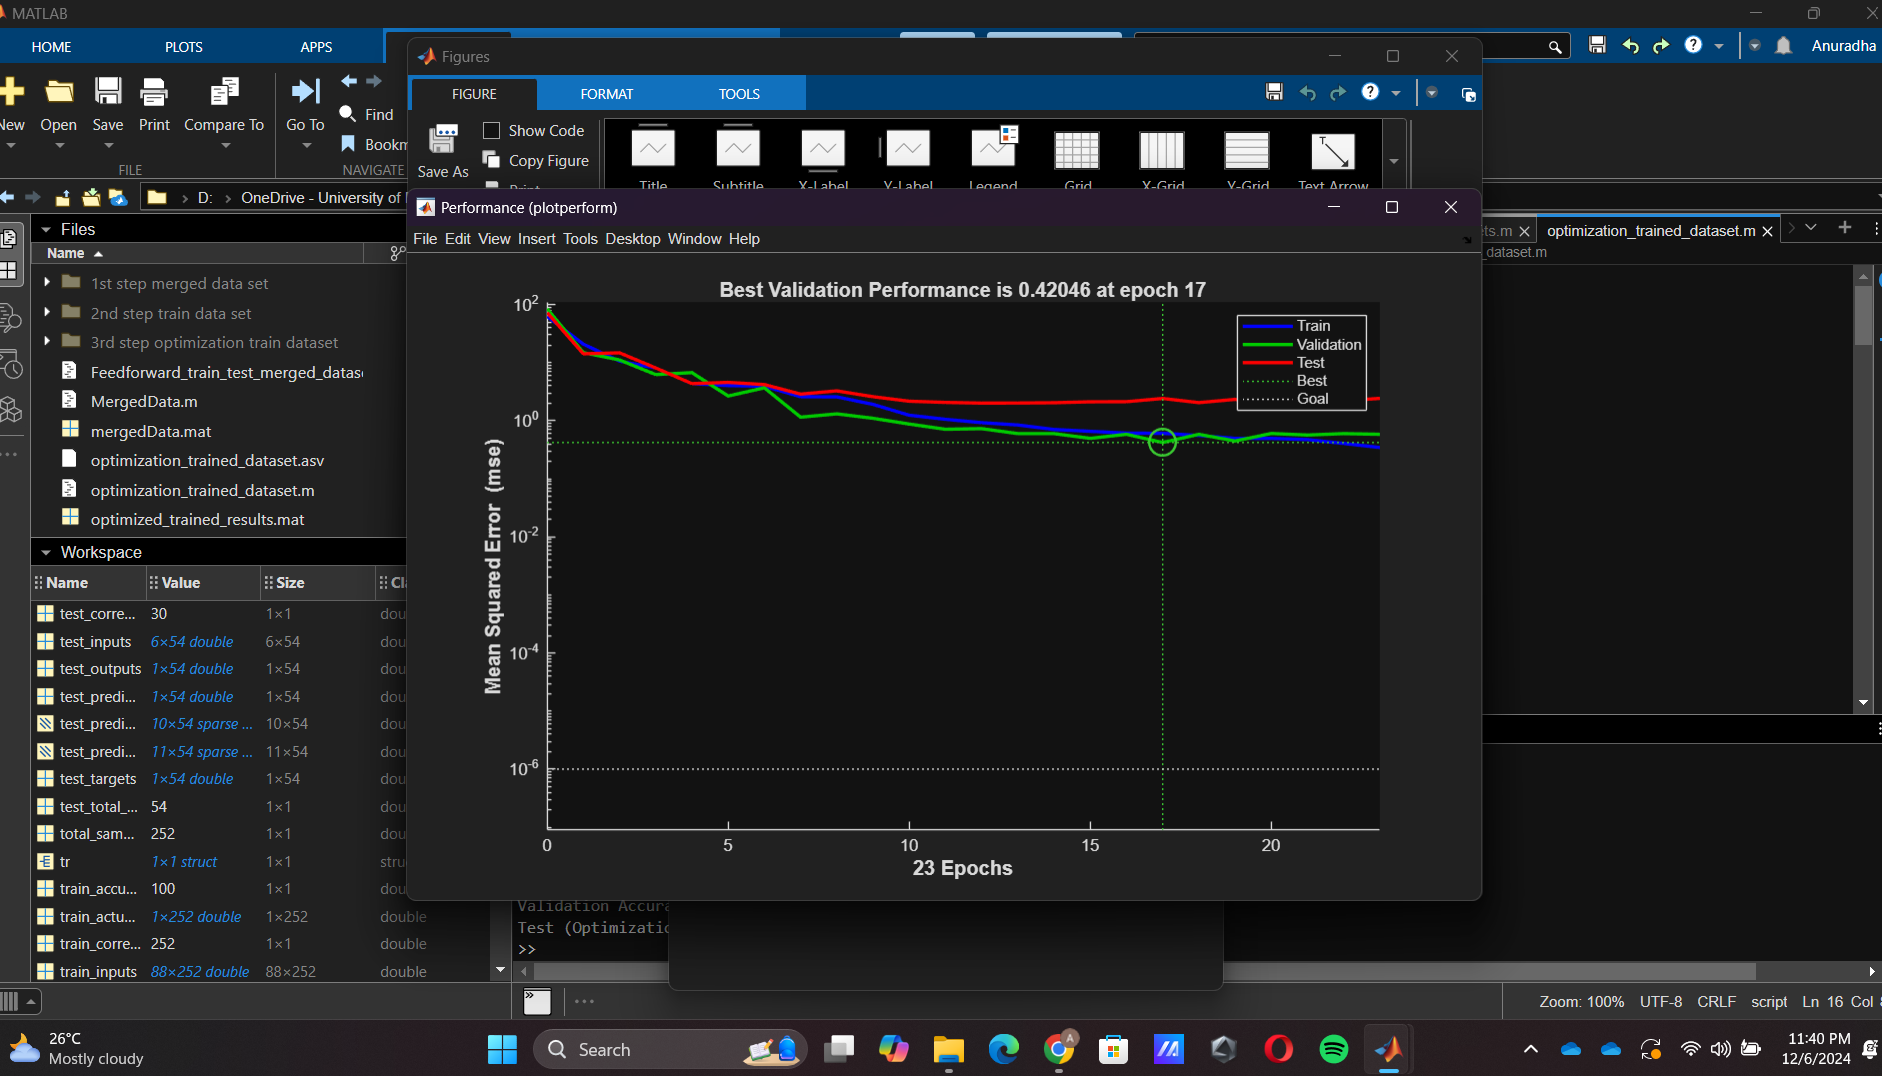 MATLAB
HOME PLOTS APPS
Anuradha
New Open Save Print Compare To Go To Find
FILE NAVIGATE
D: OneDrive - University of
Figures
FIGURE FORMAT TOOLS
Save As Show Code Copy Figure
Title Subtitle X-Label Y-Label Legend Grid X-Grid Y-Grid Text Arrow
Performance (plotperform)
File Edit View Insert Tools Desktop Window Help
optimization_trained_dataset.m
_dataset.m
Files
Name
1st step merged data set
2nd step train data set
3rd step optimization train dataset
Feedforward_train_test_merged_datas
MergedData.m
mergedData.mat
optimization_trained_dataset.asv
optimization_trained_dataset.m
optimized_trained_results.mat
Workspace
Name Value Size
test_corre... 30 1×1
test_inputs 6×54 double 6×54 dou
test_outputs 1×54 double 1×54 dou
test_predi... 1×54 double 1×54 dou
test_predi... 10×54 sparse ... 10×54 dou
test_predi... 11×54 sparse ... 11×54 dou
test_targets 1×54 double 1×54 dou
test_total_... 54 1×1 dou
total_sam... 252 1×1 dou
tr 1×1 struct 1×1 stru
train_accu... 100 1×1 dou
train_actu... 1×252 double 1×252 double
train_corre... 252 1×1 double
train_inputs 88×252 double 88×252 double
Best Validation Performance is 0.42046 at epoch 17
Mean Squared Error (mse)
10²
10⁰
10⁻²
10⁻⁴
10⁻⁶
0 5 10 15 20
23 Epochs
Train
Validation
Test
Best
Goal
Validation Accura
Test (Optimizatio
>>
Zoom: 100% UTF-8 CRLF script Ln 16 Col
26°C
Mostly cloudy
Search
11:40 PM
12/6/2024